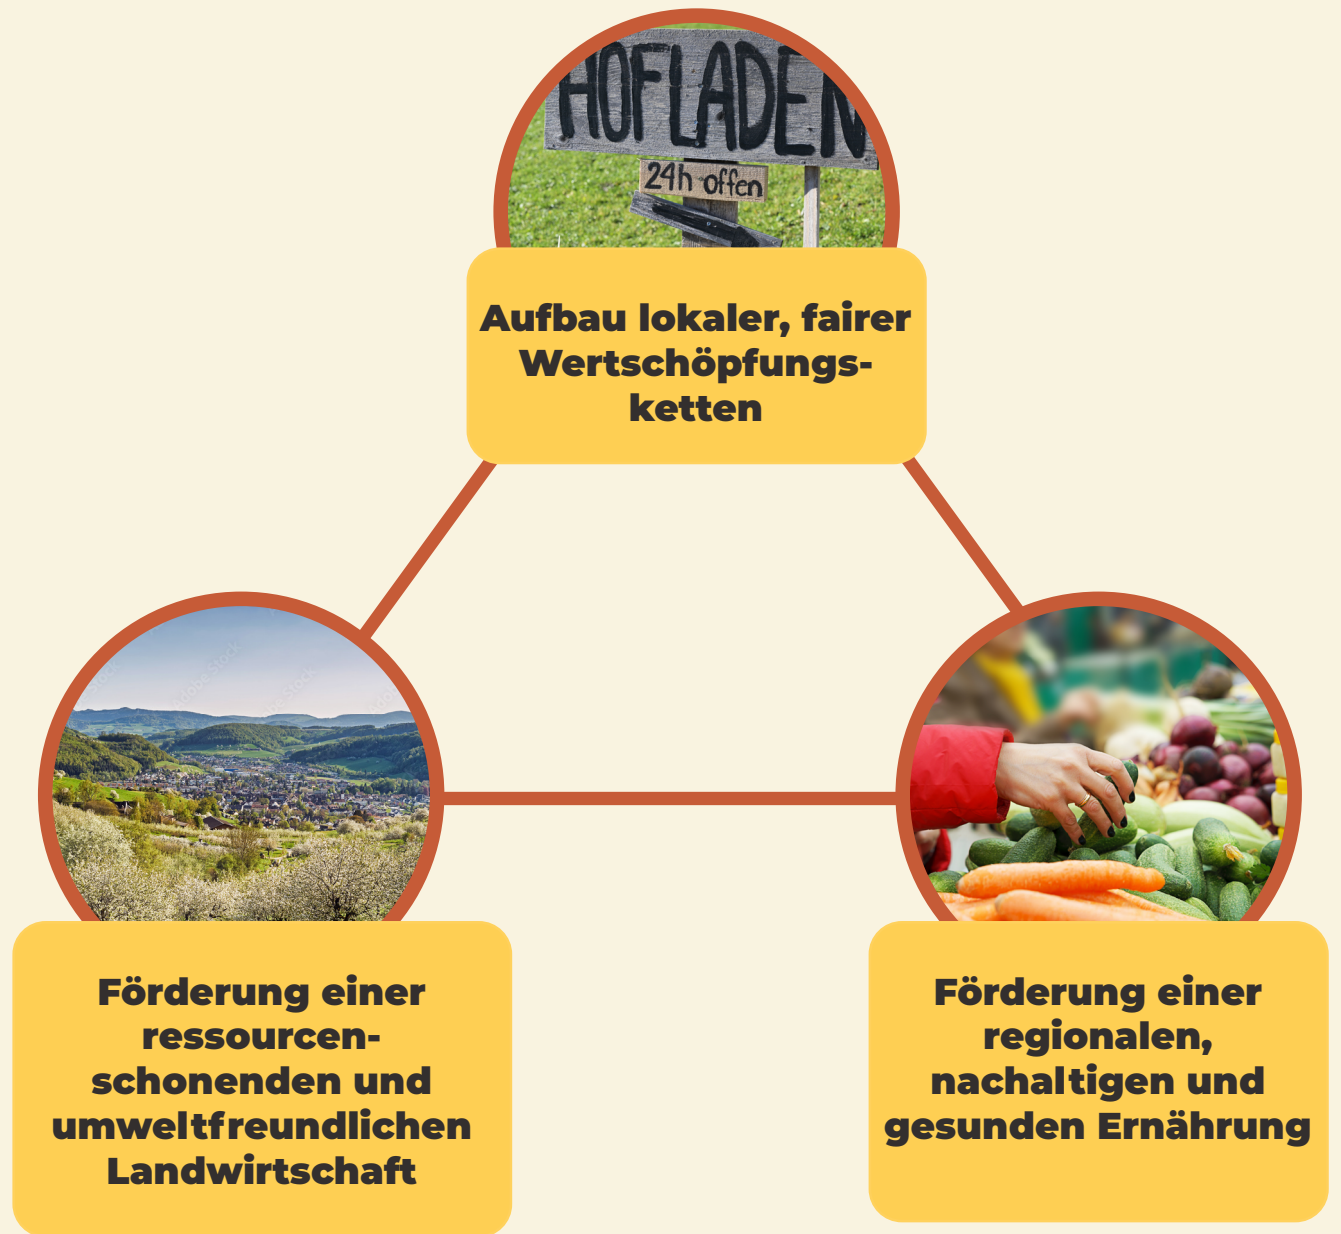 HOFLADEN
24h offen
Aufbau lokaler, fairer
Wertschöpfungs-
ketten
Förderung einer
ressourcen-
schonenden und
umweltfreundlichen
Landwirtschaft
Förderung einer
regionalen,
nachaltigen und
gesunden Ernährung